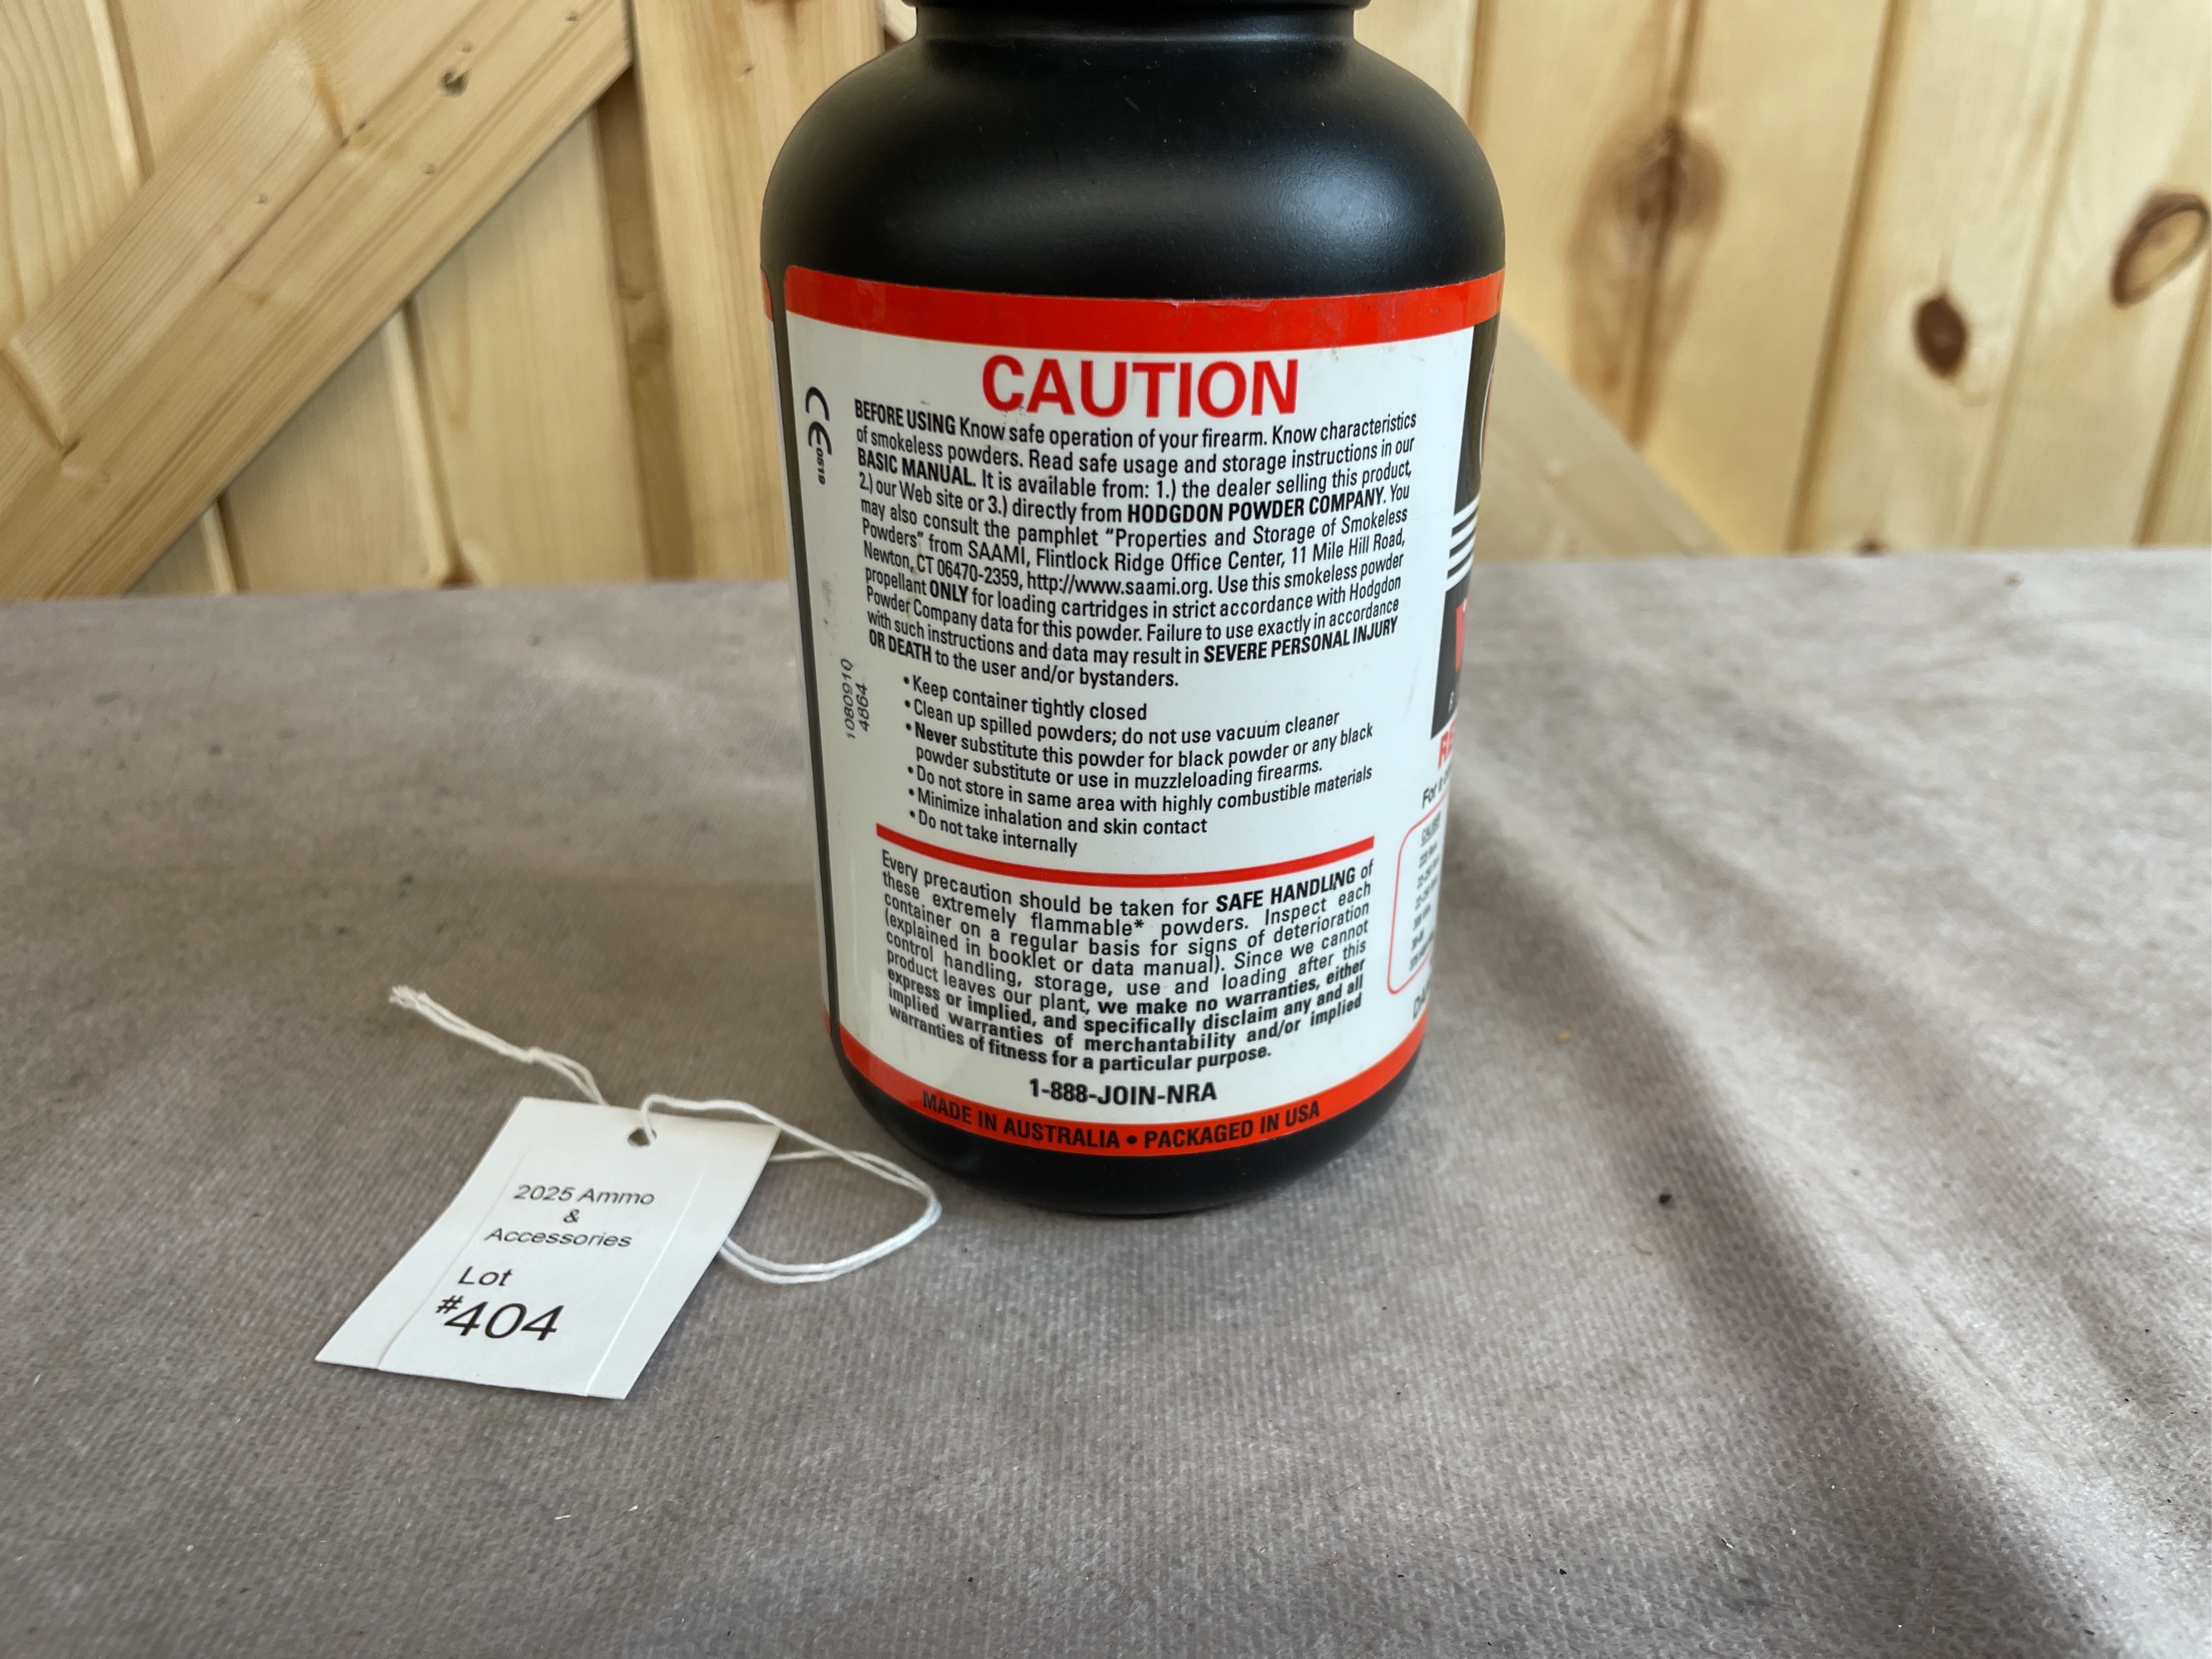 CAUTION
BEFORE USING Know safe operation of your firearm. Know characteristics
of smokeless powders. Read safe usage and storage instructions in our
BASIC MANUAL. It is available from: 1.) the dealer selling this product,
2.) our Web site or 3.) directly from HODGDON POWDER COMPANY. You
may also consult the pamphlet “Properties and Storage of Smokeless
Powders” from SAAMI, Flintlock Ridge Office Center, 11 Mile Hill Road,
Newton, CT 06470-2359, http://www.saami.org. Use this smokeless powder
propellant ONLY for loading cartridges in strict accordance with Hodgdon
Powder Company data for this powder. Failure to use exactly in accordance
with such instructions and data may result in SEVERE PERSONAL INJURY
OR DEATH to the user and/or bystanders.
• Keep container tightly closed
• Clean up spilled powders; do not use vacuum cleaner
• Never substitute this powder for black powder or any black
powder substitute or use in muzzleloading firearms.
• Do not store in same area with highly combustible materials
• Minimize inhalation and skin contact
• Do not take internally
Every precaution should be taken for SAFE HANDLING of
these extremely flammable* powders. Inspect each
container on a regular basis for signs of deterioration
(explained in booklet or data manual). Since we cannot
control handling, storage, use and loading after this
product leaves our plant, we make no warranties, either
express or implied, and specifically disclaim any and all
implied warranties of merchantability and/or implied
warranties of fitness for a particular purpose.
1-888-JOIN-NRA
MADE IN AUSTRALIA • PACKAGED IN USA
CE 0519
1080910
4864
For a
2025 Ammo
&
Accessories
Lot
#404